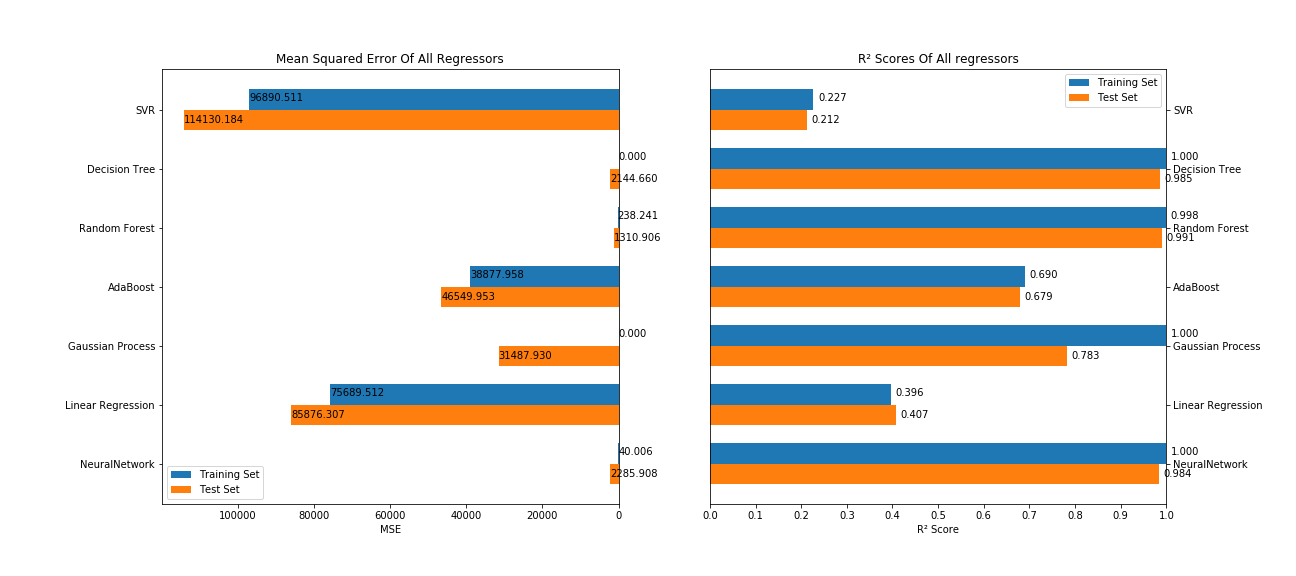 Mean Squared Error Of All Regressors
SVR
96890.511
114130.184
Decision Tree
0.000
2144.660
Random Forest
238.241
1310.906
AdaBoost
38877.958
46549.953
Gaussian Process
0.000
31487.930
Linear Regression
75689.512
85876.307
NeuralNetwork
40.006
2285.908
Training Set
Test Set
100000 80000 60000 40000 20000 0
MSE
R² Scores Of All regressors
Training Set
Test Set
0.227
0.212
SVR
1.000
0.985
Decision Tree
0.998
0.991
Random Forest
0.690
0.679
AdaBoost
1.000
0.783
Gaussian Process
0.396
0.407
Linear Regression
1.000
0.984
NeuralNetwork
0.0 0.1 0.2 0.3 0.4 0.5 0.6 0.7 0.8 0.9 1.0
R² Score